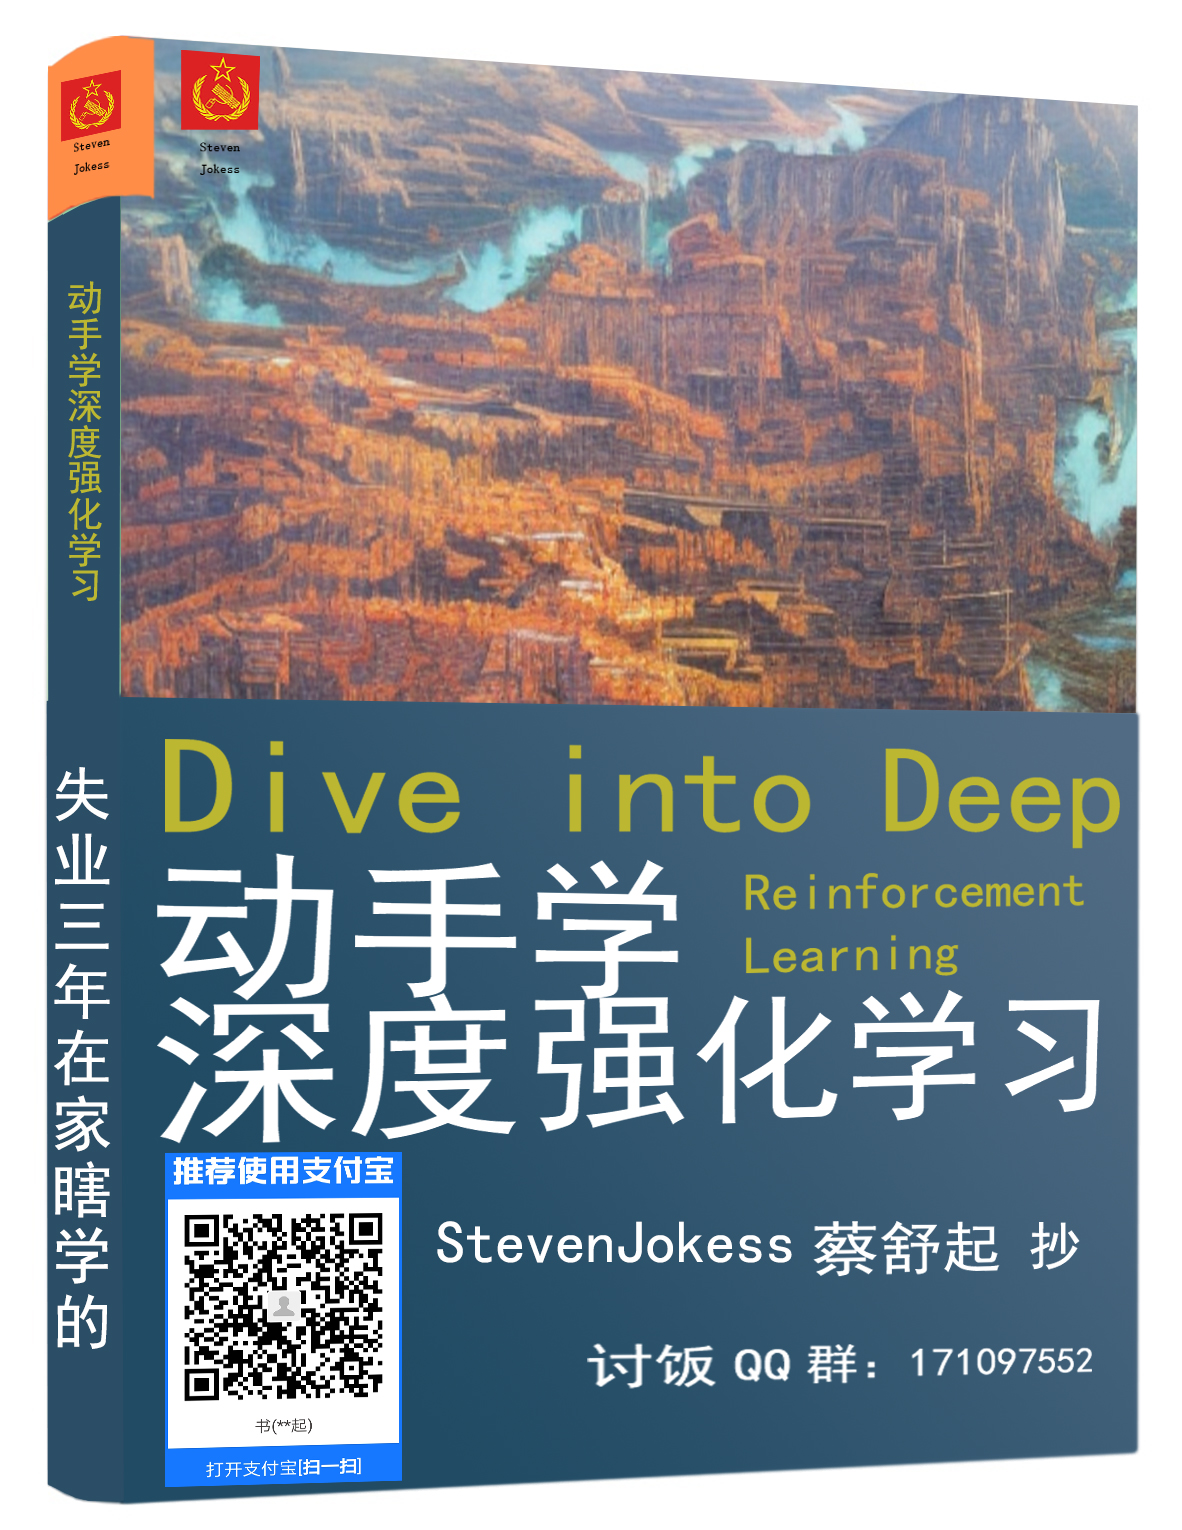 Steven
Jokess
动手学深度强化学习
失业三年在家瞎学的
Steven
Jokess
Dive into Deep
Reinforcement
Learning
动手学
深度强化学习
推荐使用支付宝
书(**起)
打开支付宝[扫一扫]
StevenJokess 蔡舒起 抄
讨饭 QQ 群：171097552